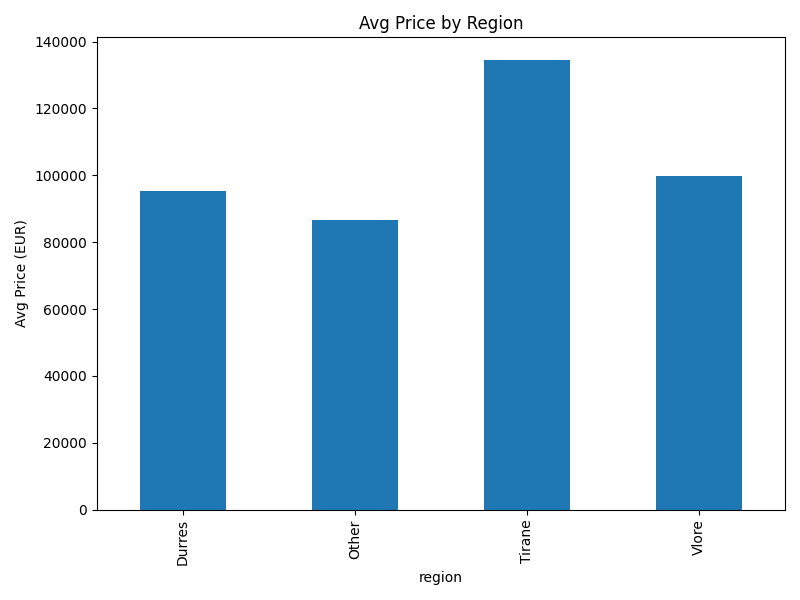 Avg Price by Region
Avg Price (EUR)
140000
120000
100000
80000
60000
40000
20000
0
Durres
Other
Tirane
Vlore
region